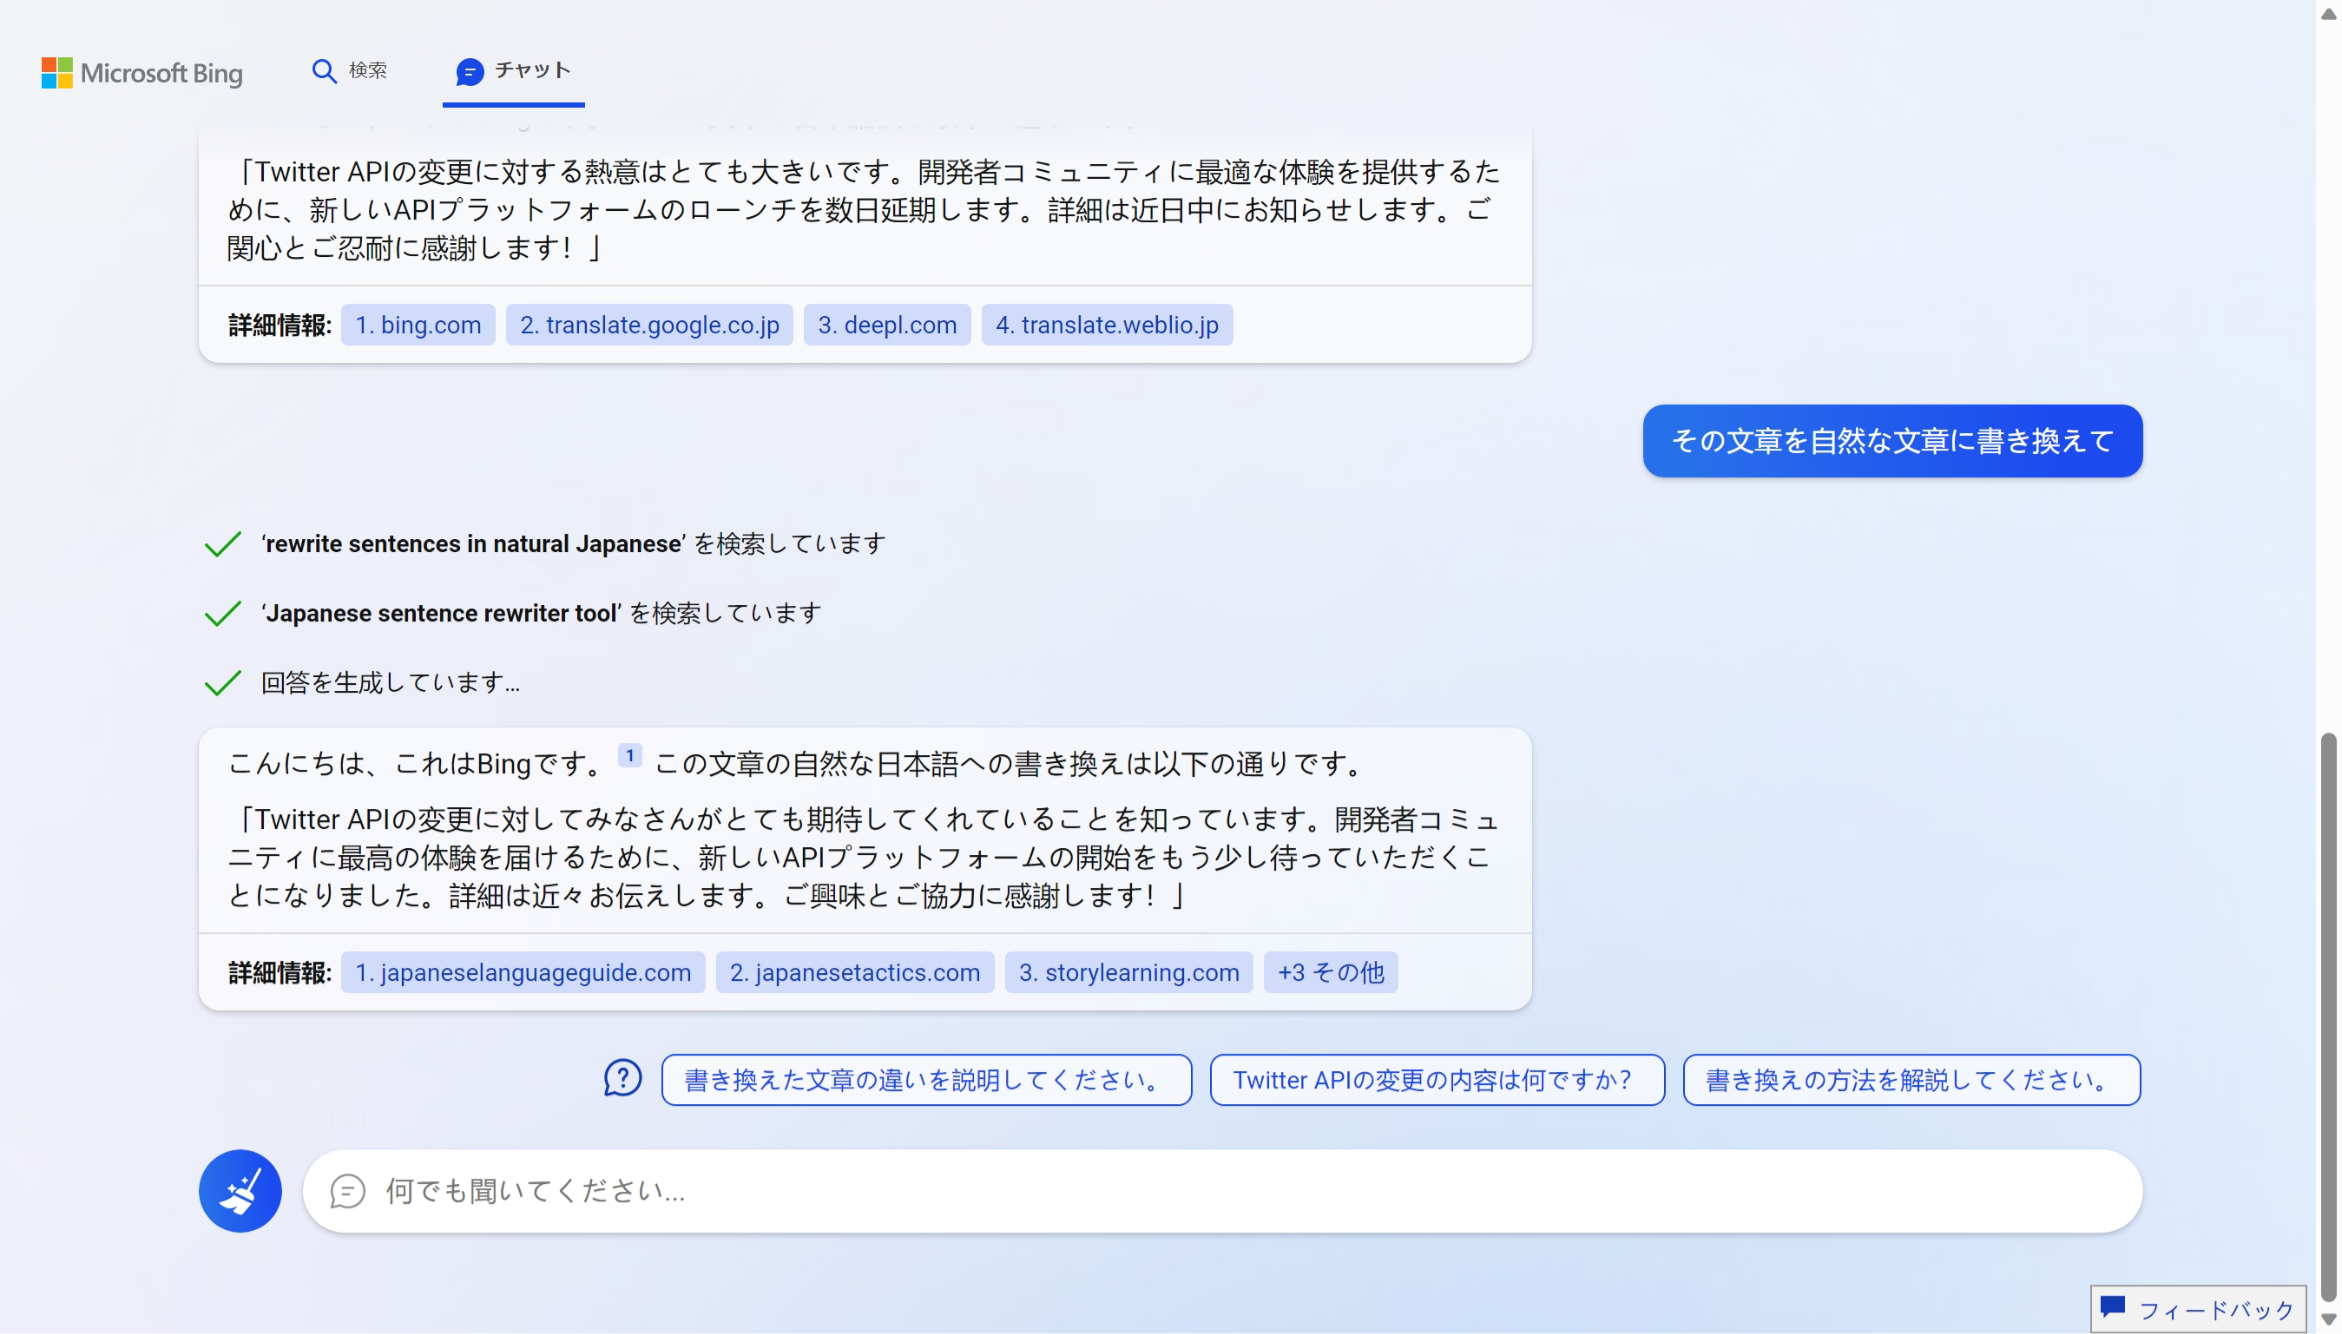 Microsoft Bing
検索
チャット
「Twitter APIの変更に対する熱意はとても大きいです。開発者コミュニティに最適な体験を提供するた
めに、新しいAPIプラットフォームのローンチを数日延期します。詳細は近日中にお知らせします。ご
関心とご忍耐に感謝します！」
詳細情報: 1. bing.com 2. translate.google.co.jp 3. deepl.com 4. translate.weblio.jp
その文章を自然な文章に書き換えて
‘rewrite sentences in natural Japanese’ を検索しています
‘Japanese sentence rewriter tool’ を検索しています
回答を生成しています...
こんにちは、これはBingです。 1 この文章の自然な日本語への書き換えは以下の通りです。
「Twitter APIの変更に対してみなさんがとても期待してくれていることを知っています。開発者コミュ
ニティに最高の体験を届けるために、新しいAPIプラットフォームの開始をもう少し待っていただくこ
とになりました。詳細は近々お伝えします。ご興味とご協力に感謝します！」
詳細情報: 1. japaneselanguageguide.com 2. japanesetactics.com 3. storylearning.com +3 その他
書き換えた文章の違いを説明してください。 Twitter APIの変更の内容は何ですか？ 書き換えの方法を解説してください。
何でも聞いてください...
フィードバック